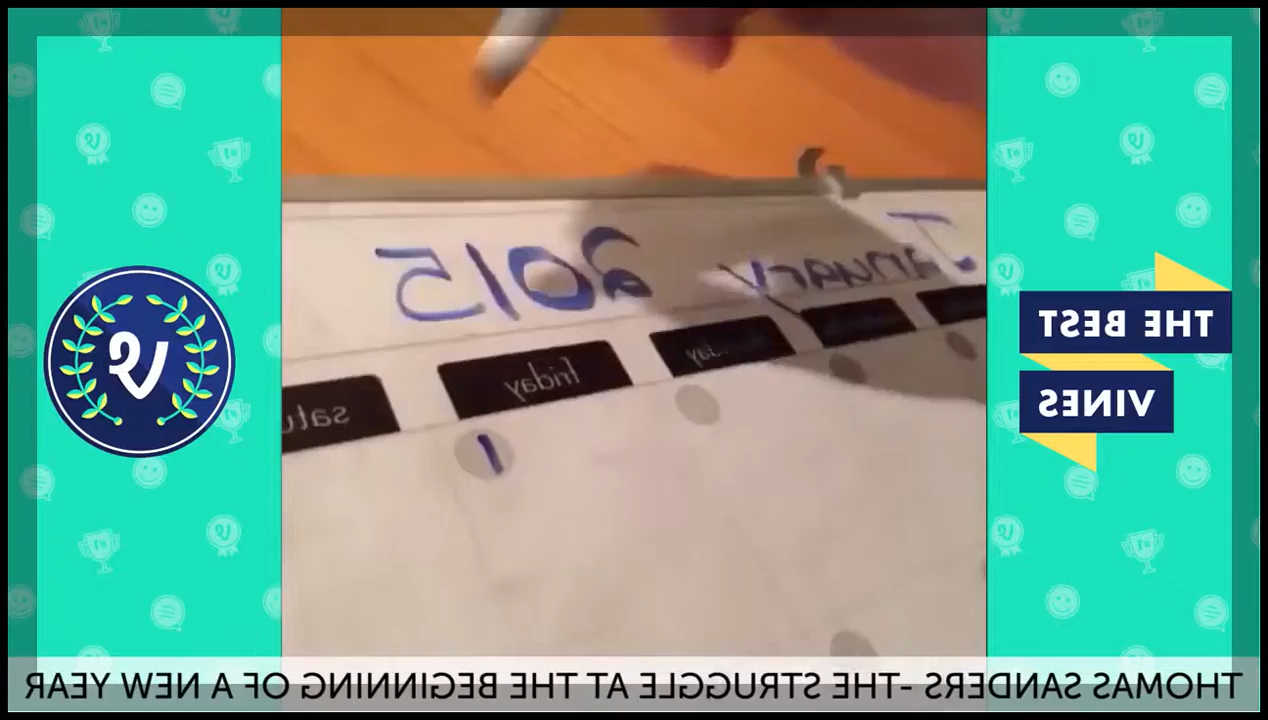 January 2015
friday
1
THE BEST
VINES
THOMAS SANDERS -THE STRUGGLE AT THE BEGINNING OF A NEW YEAR